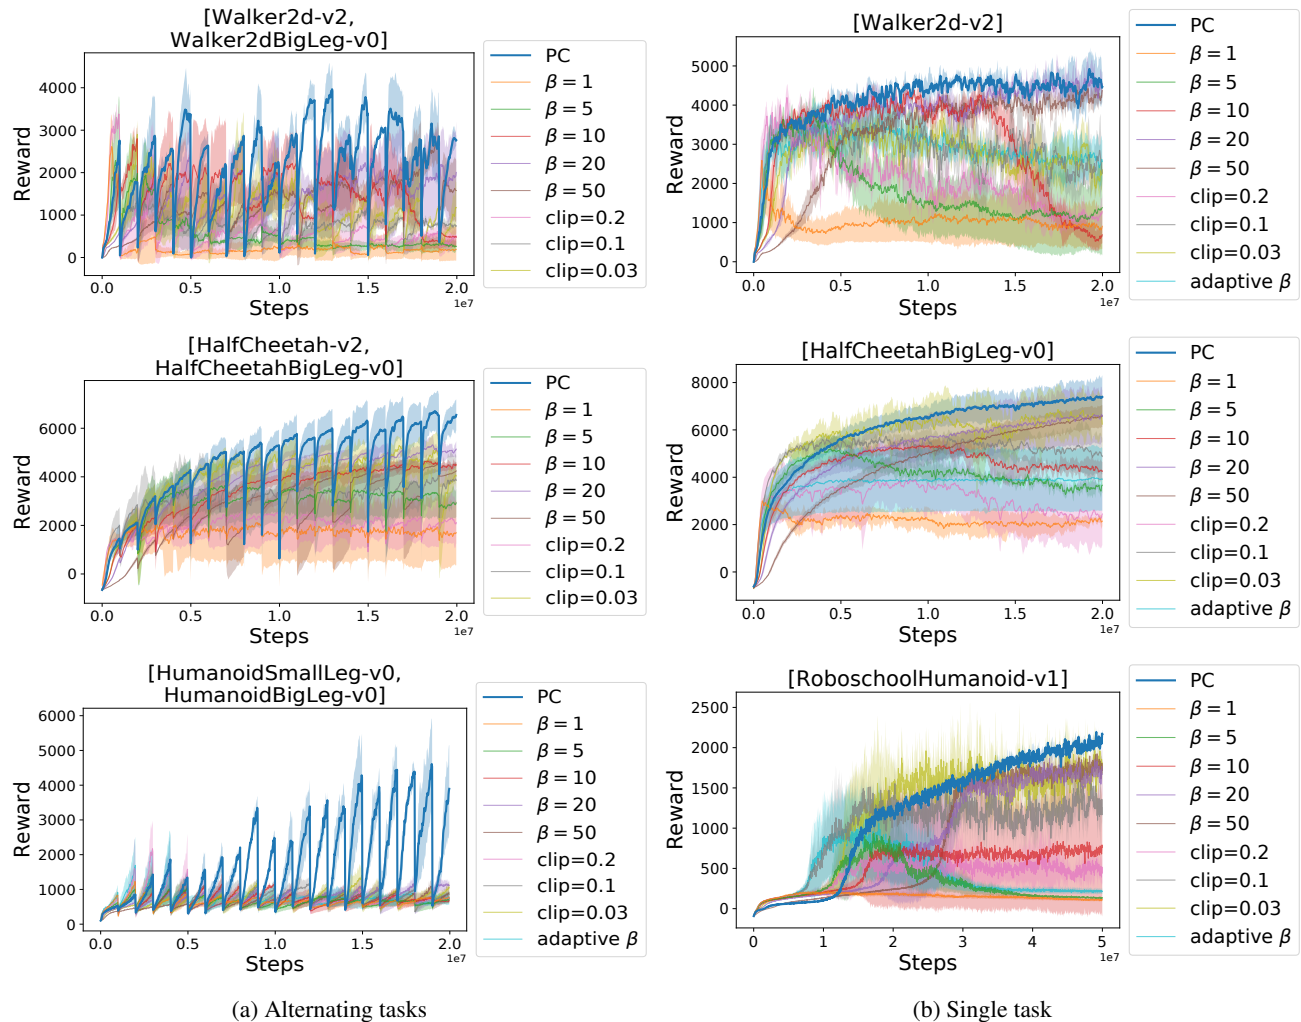 [Walker2d-v2,
Walker2dBigLeg-v0]
Reward
4000
3000
2000
1000
0
0.0 0.5 1.0 1.5 2.0
1e7
Steps
PC
β = 1
β = 5
β = 10
β = 20
β = 50
clip=0.2
clip=0.1
clip=0.03
[Walker2d-v2]
Reward
5000
4000
3000
2000
1000
0
0.0 0.5 1.0 1.5 2.0
1e7
Steps
PC
β = 1
β = 5
β = 10
β = 20
β = 50
clip=0.2
clip=0.1
clip=0.03
adaptive β
[HalfCheetah-v2,
HalfCheetahBigLeg-v0]
Reward
6000
4000
2000
0
0.0 0.5 1.0 1.5 2.0
1e7
Steps
PC
β = 1
β = 5
β = 10
β = 20
β = 50
clip=0.2
clip=0.1
clip=0.03
[HalfCheetahBigLeg-v0]
Reward
8000
6000
4000
2000
0
0.0 0.5 1.0 1.5 2.0
1e7
Steps
PC
β = 1
β = 5
β = 10
β = 20
β = 50
clip=0.2
clip=0.1
clip=0.03
adaptive β
[HumanoidSmallLeg-v0,
HumanoidBigLeg-v0]
Reward
6000
5000
4000
3000
2000
1000
0
0.0 0.5 1.0 1.5 2.0
1e7
Steps
PC
β = 1
β = 5
β = 10
β = 20
β = 50
clip=0.2
clip=0.1
clip=0.03
adaptive β
[RoboschoolHumanoid-v1]
Reward
2500
2000
1500
1000
500
0
0 1 2 3 4 5
1e7
Steps
PC
β = 1
β = 5
β = 10
β = 20
β = 50
clip=0.2
clip=0.1
clip=0.03
adaptive β
(a) Alternating tasks
(b) Single task